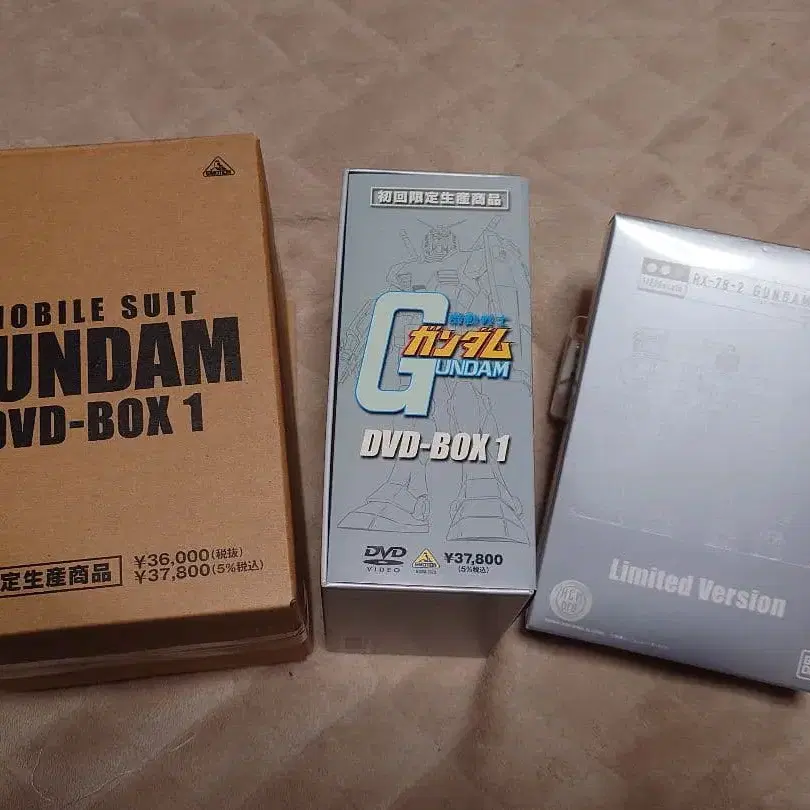 MOBILE SUIT
GUNDAM
DVD-BOX 1
定生産商品
¥36,000(税抜)
¥37,800(5%税込)
初回限定生産商品
機動戦士
ガンダム
GUNDAM
DVD-BOX 1
DVD
VIDEO
¥37,800
(5%税込)
RX-78-2 GUNDAM
Limited Version